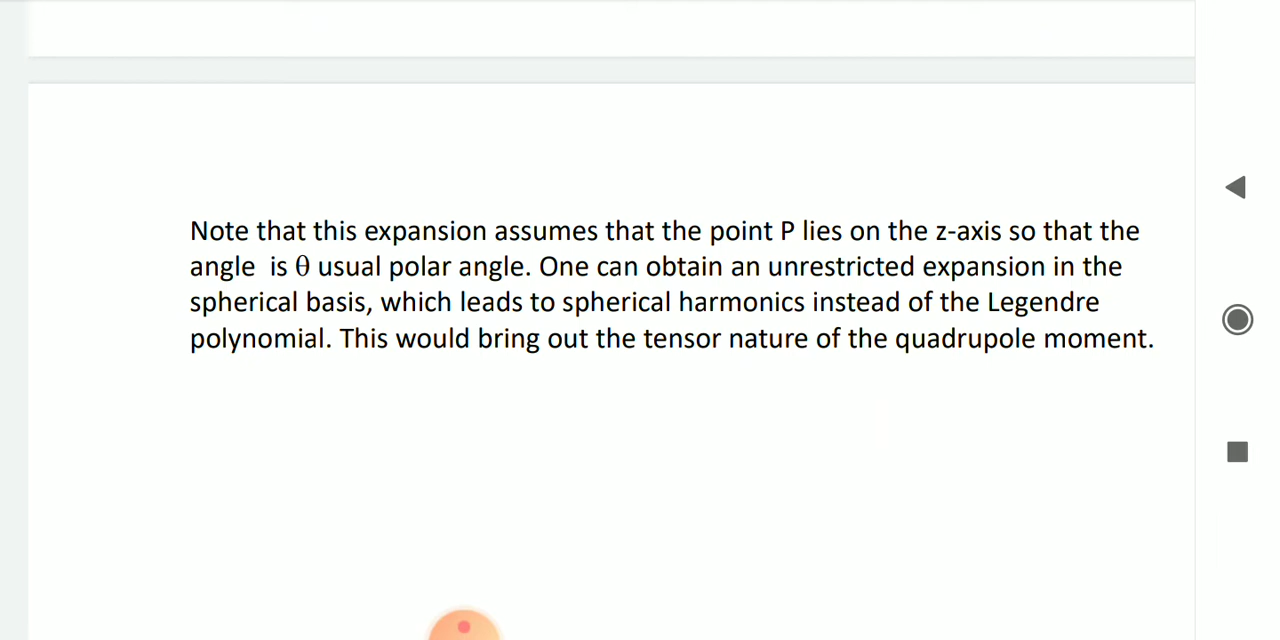 Note that this expansion assumes that the point P lies on the z-axis so that the
angle  is θ usual polar angle. One can obtain an unrestricted expansion in the
spherical basis, which leads to spherical harmonics instead of the Legendre
polynomial. This would bring out the tensor nature of the quadrupole moment.